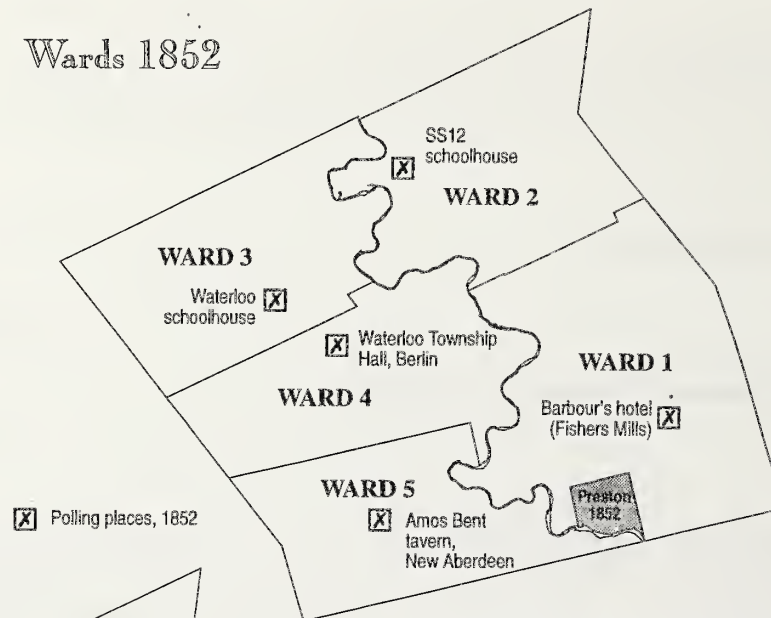 Wards 1852
SS12
schoolhouse
WARD 2
WARD 3
Waterloo
schoolhouse
Waterloo Township
Hall, Berlin
WARD 1
WARD 4
Barbour's hotel
(Fishers Mills)
WARD 5
Preston
1852
Polling places, 1852
Amos Bent
tavern,
New Aberdeen